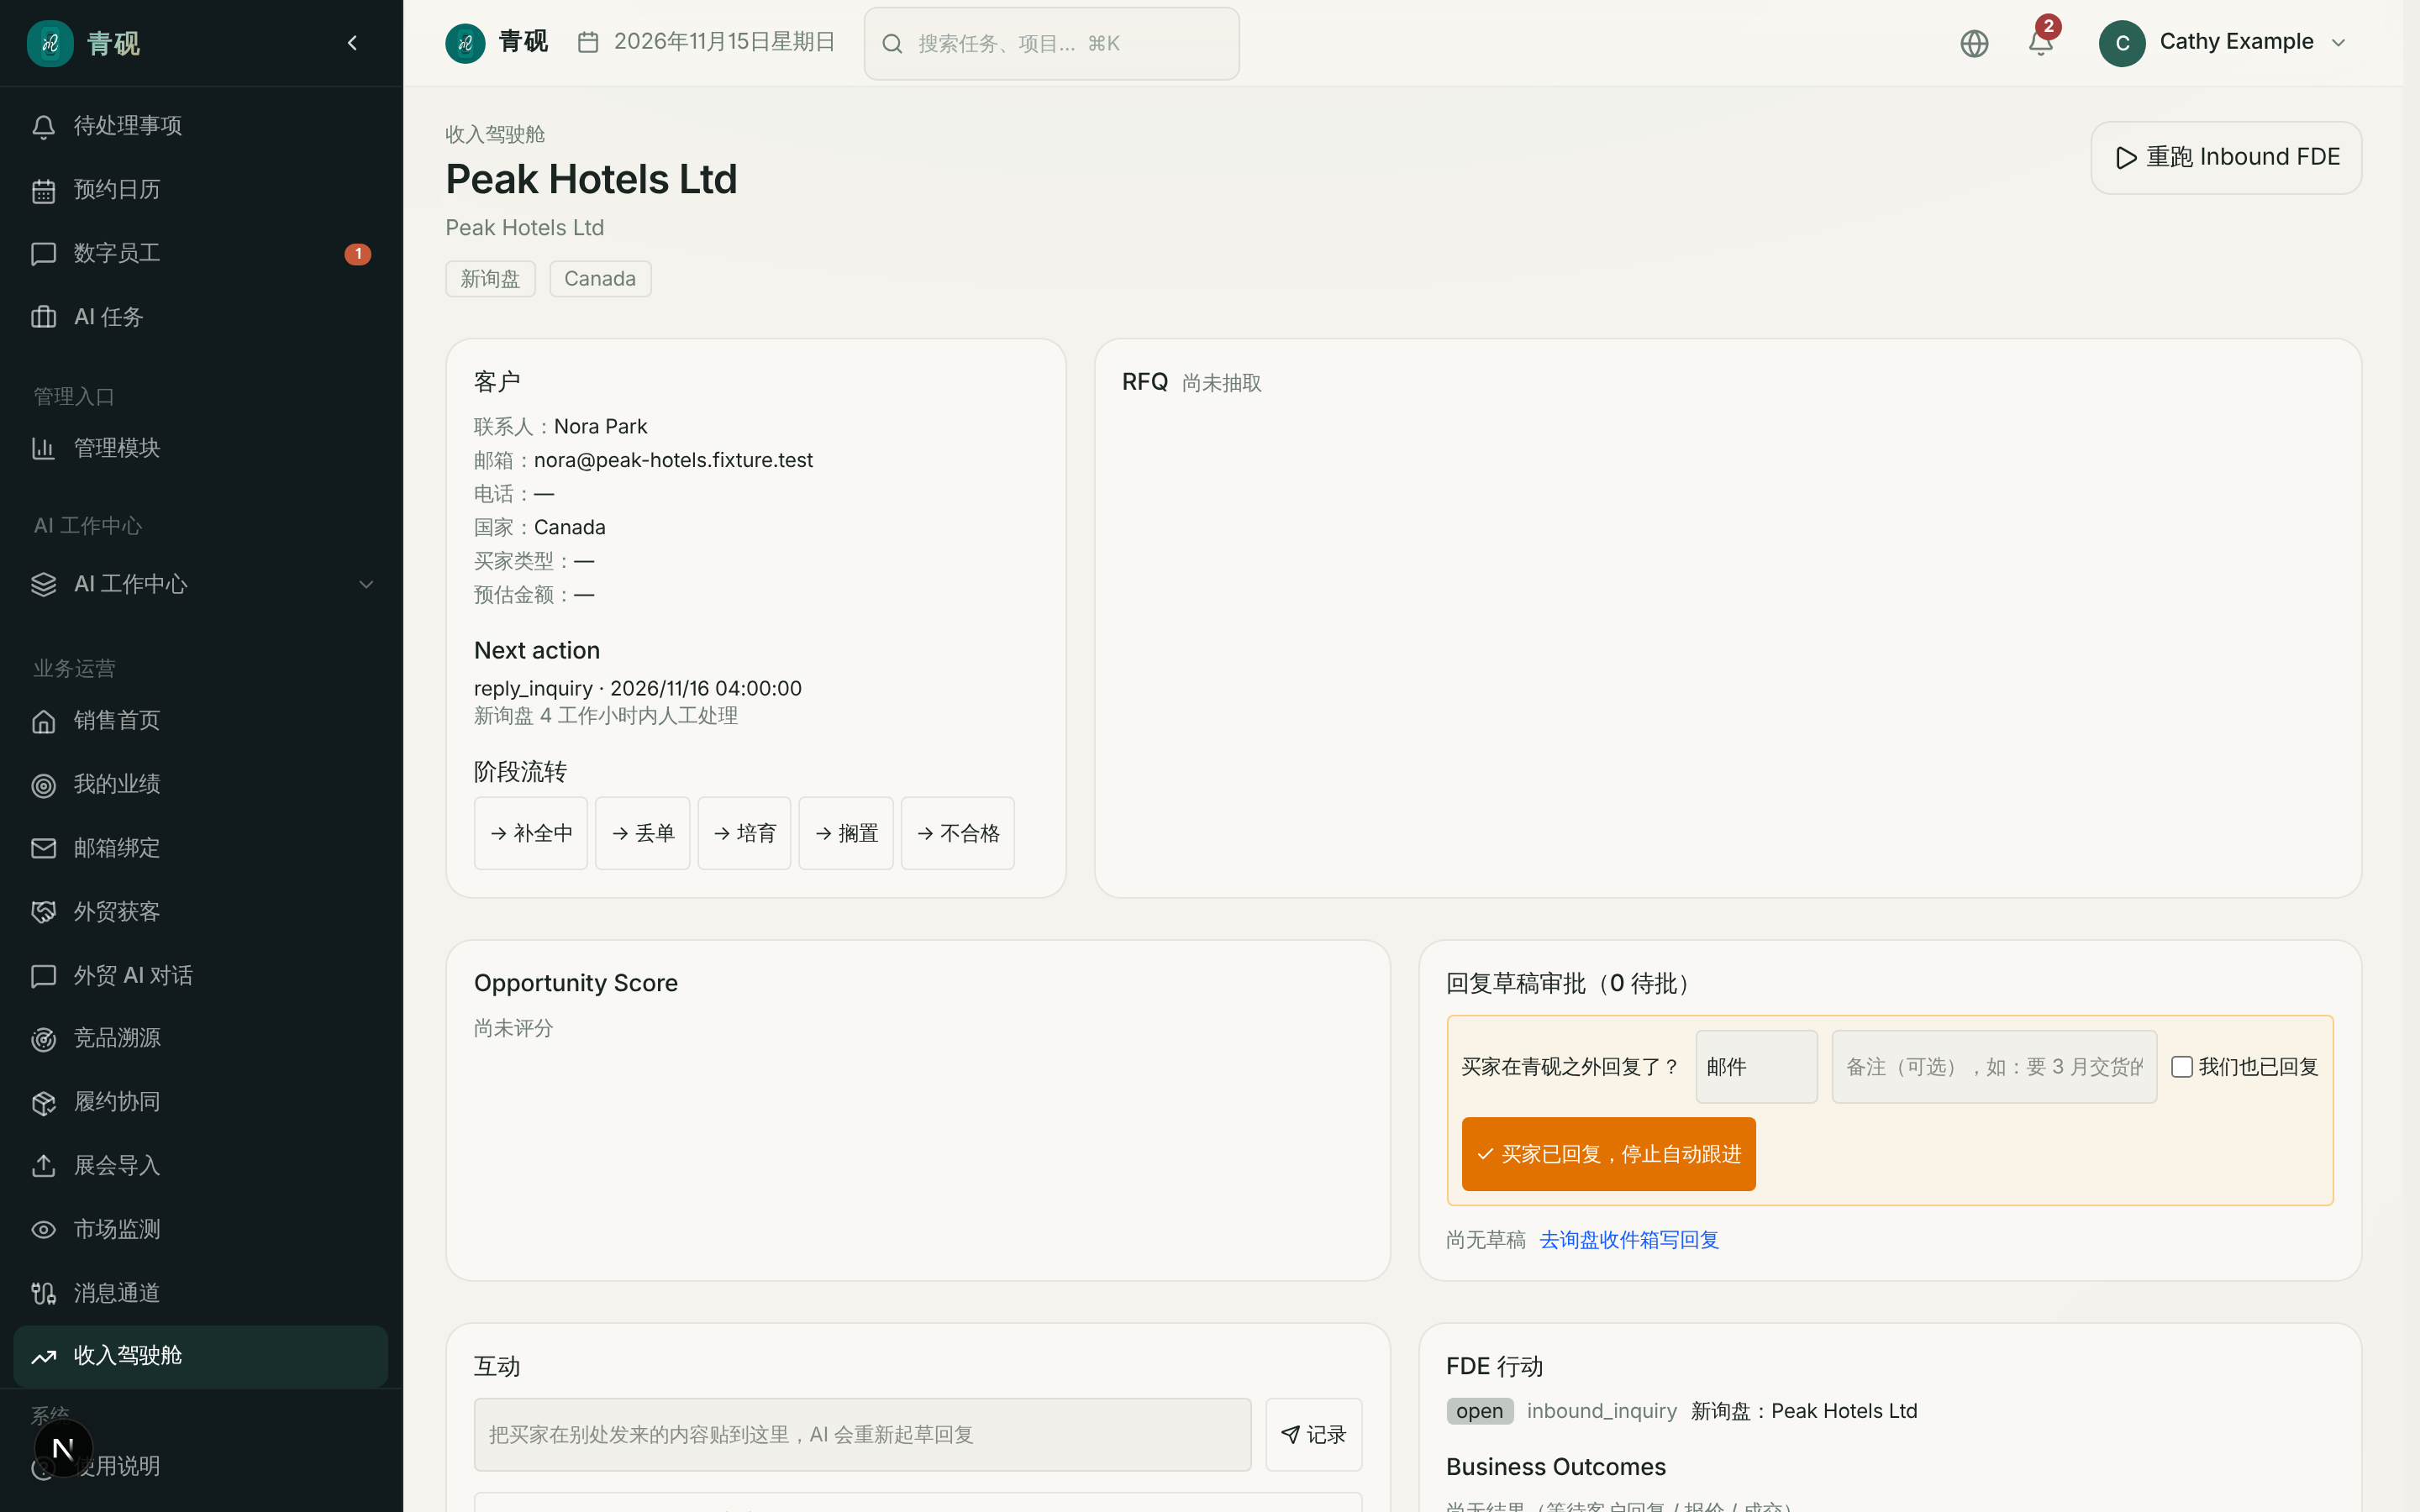 青砚
待处理事项
预约日历
数字员工
1
AI 任务
管理入口
管理模块
AI 工作中心
AI 工作中心
业务运营
销售首页
我的业绩
邮箱绑定
外贸获客
外贸 AI 对话
竞品溯源
履约协同
展会导入
市场监测
消息通道
收入驾驶舱
系统
N
使用说明
青砚
2026年11月15日星期日
搜索任务、项目... ⌘K
2
C
Cathy Example
收入驾驶舱
Peak Hotels Ltd
Peak Hotels Ltd
新询盘
Canada
重跑 Inbound FDE
客户
联系人：Nora Park
邮箱：nora@peak-hotels.fixture.test
电话：—
国家：Canada
买家类型：—
预估金额：—
Next action
reply_inquiry · 2026/11/16 04:00:00
新询盘 4 工作小时内人工处理
阶段流转
→ 补全中
→ 丢单
→ 培育
→ 搁置
→ 不合格
RFQ 尚未抽取
Opportunity Score
尚未评分
回复草稿审批（0 待批）
买家在青砚之外回复了？
邮件
备注（可选），如：要 3 月交货的
我们也已回复
买家已回复，停止自动跟进
尚无草稿 去询盘收件箱写回复
互动
把买家在别处发来的内容贴到这里，AI 会重新起草回复
记录
FDE 行动
open inbound_inquiry 新询盘：Peak Hotels Ltd
Business Outcomes
尚无结果（等待客户回复 / 报价 / 成交）